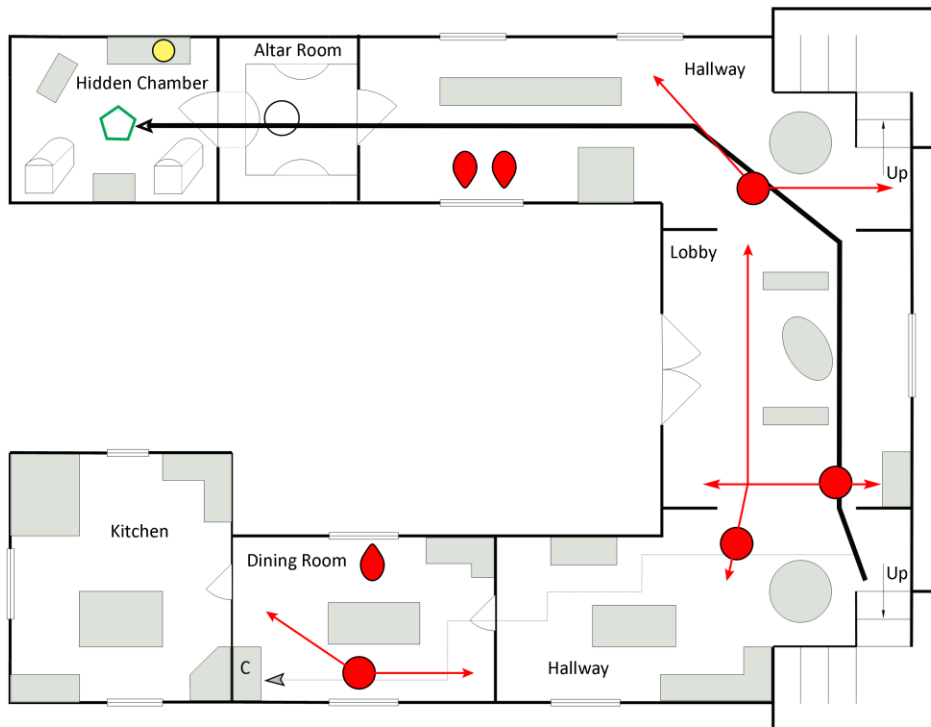 Altar Room
Hallway
Hidden Chamber
Up
Lobby
Kitchen
Dining Room
Up
C
Hallway